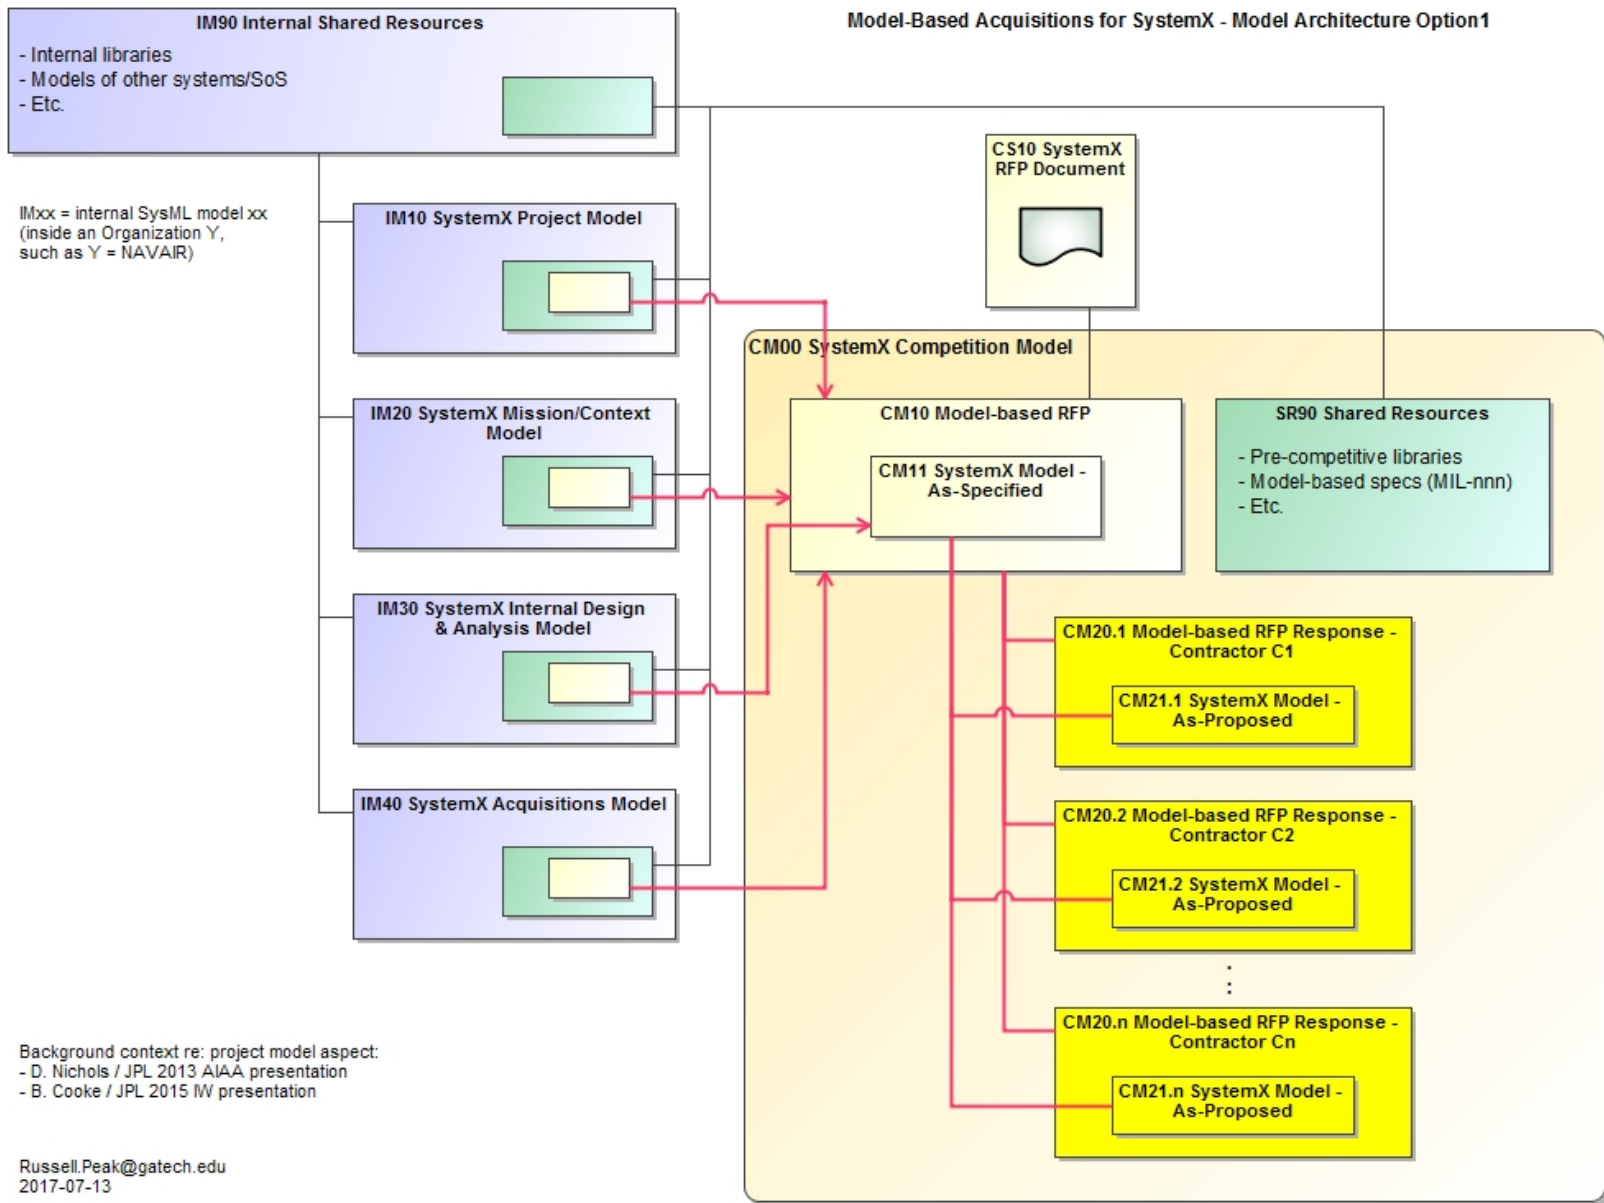 Model-Based Acquisitions for SystemX - Model Architecture Option1
IM90 Internal Shared Resources
- Internal libraries
- Models of other systems/SoS
- Etc.
IMxx = internal SysML model xx
(inside an Organization Y,
such as Y = NAVAIR)
IM10 SystemX Project Model
IM20 SystemX Mission/Context
Model
IM30 SystemX Internal Design
& Analysis Model
IM40 SystemX Acquisitions Model
CS10 SystemX
RFP Document
CM00 SystemX Competition Model
CM10 Model-based RFP
CM11 SystemX Model -
As-Specified
SR90 Shared Resources
- Pre-competitive libraries
- Model-based specs (MIL-nnn)
- Etc.
CM20.1 Model-based RFP Response -
Contractor C1
CM21.1 SystemX Model -
As-Proposed
CM20.2 Model-based RFP Response -
Contractor C2
CM21.2 SystemX Model -
As-Proposed
:
CM20.n Model-based RFP Response -
Contractor Cn
CM21.n SystemX Model -
As-Proposed
Background context re: project model aspect:
- D. Nichols / JPL 2013 AIAA presentation
- B. Cooke / JPL 2015 IW presentation
Russell.Peak@gatech.edu
2017-07-13